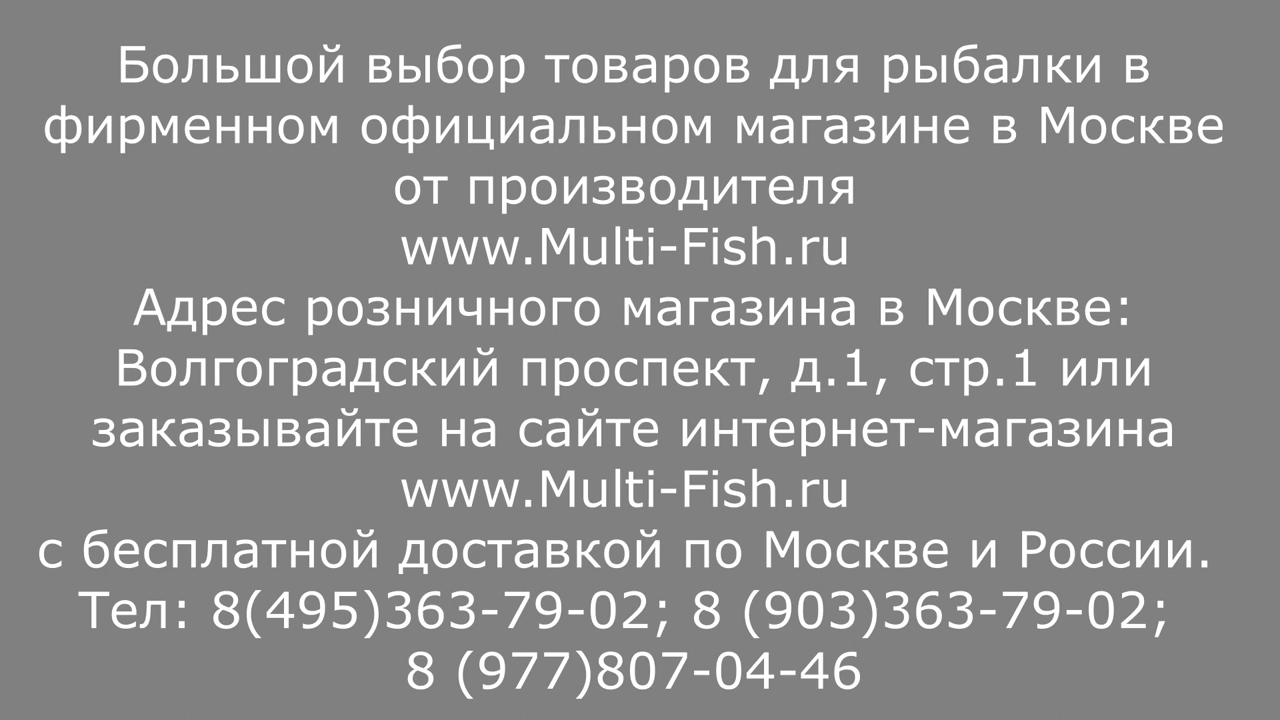 Большой выбор товаров для рыбалки в
фирменном официальном магазине в Москве
от производителя
www.Multi-Fish.ru
Адрес розничного магазина в Москве:
Волгоградский проспект, д.1, стр.1 или
заказывайте на сайте интернет-магазина
www.Multi-Fish.ru
с бесплатной доставкой по Москве и России.
Тел: 8(495)363-79-02; 8 (903)363-79-02;
8 (977)807-04-46